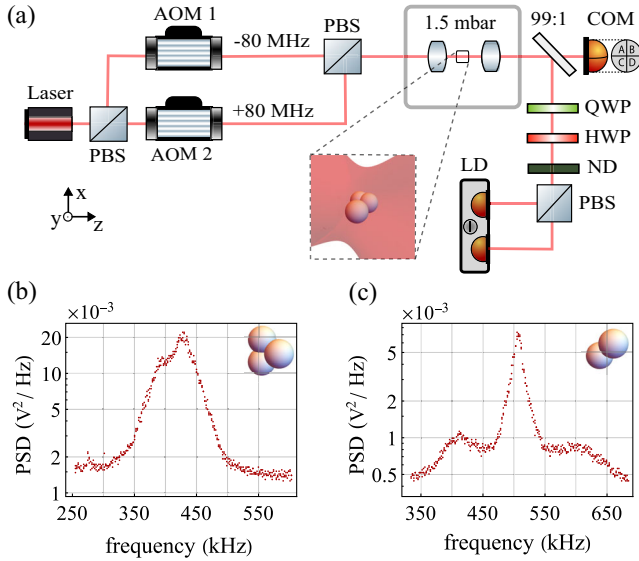 (a)
AOM 1
-80 MHz
PBS
1.5 mbar
99:1
COM
A B
C D
Laser
PBS
+80 MHz
AOM 2
QWP
HWP
ND
PBS
LD
x
y
z
(b)
×10⁻³
20
10
5
2
1
PSD (V²/ Hz)
250
350
450
550
frequency (kHz)
(c)
×10⁻³
5
1
0.5
PSD (V²/ Hz)
350
450
550
650
frequency (kHz)